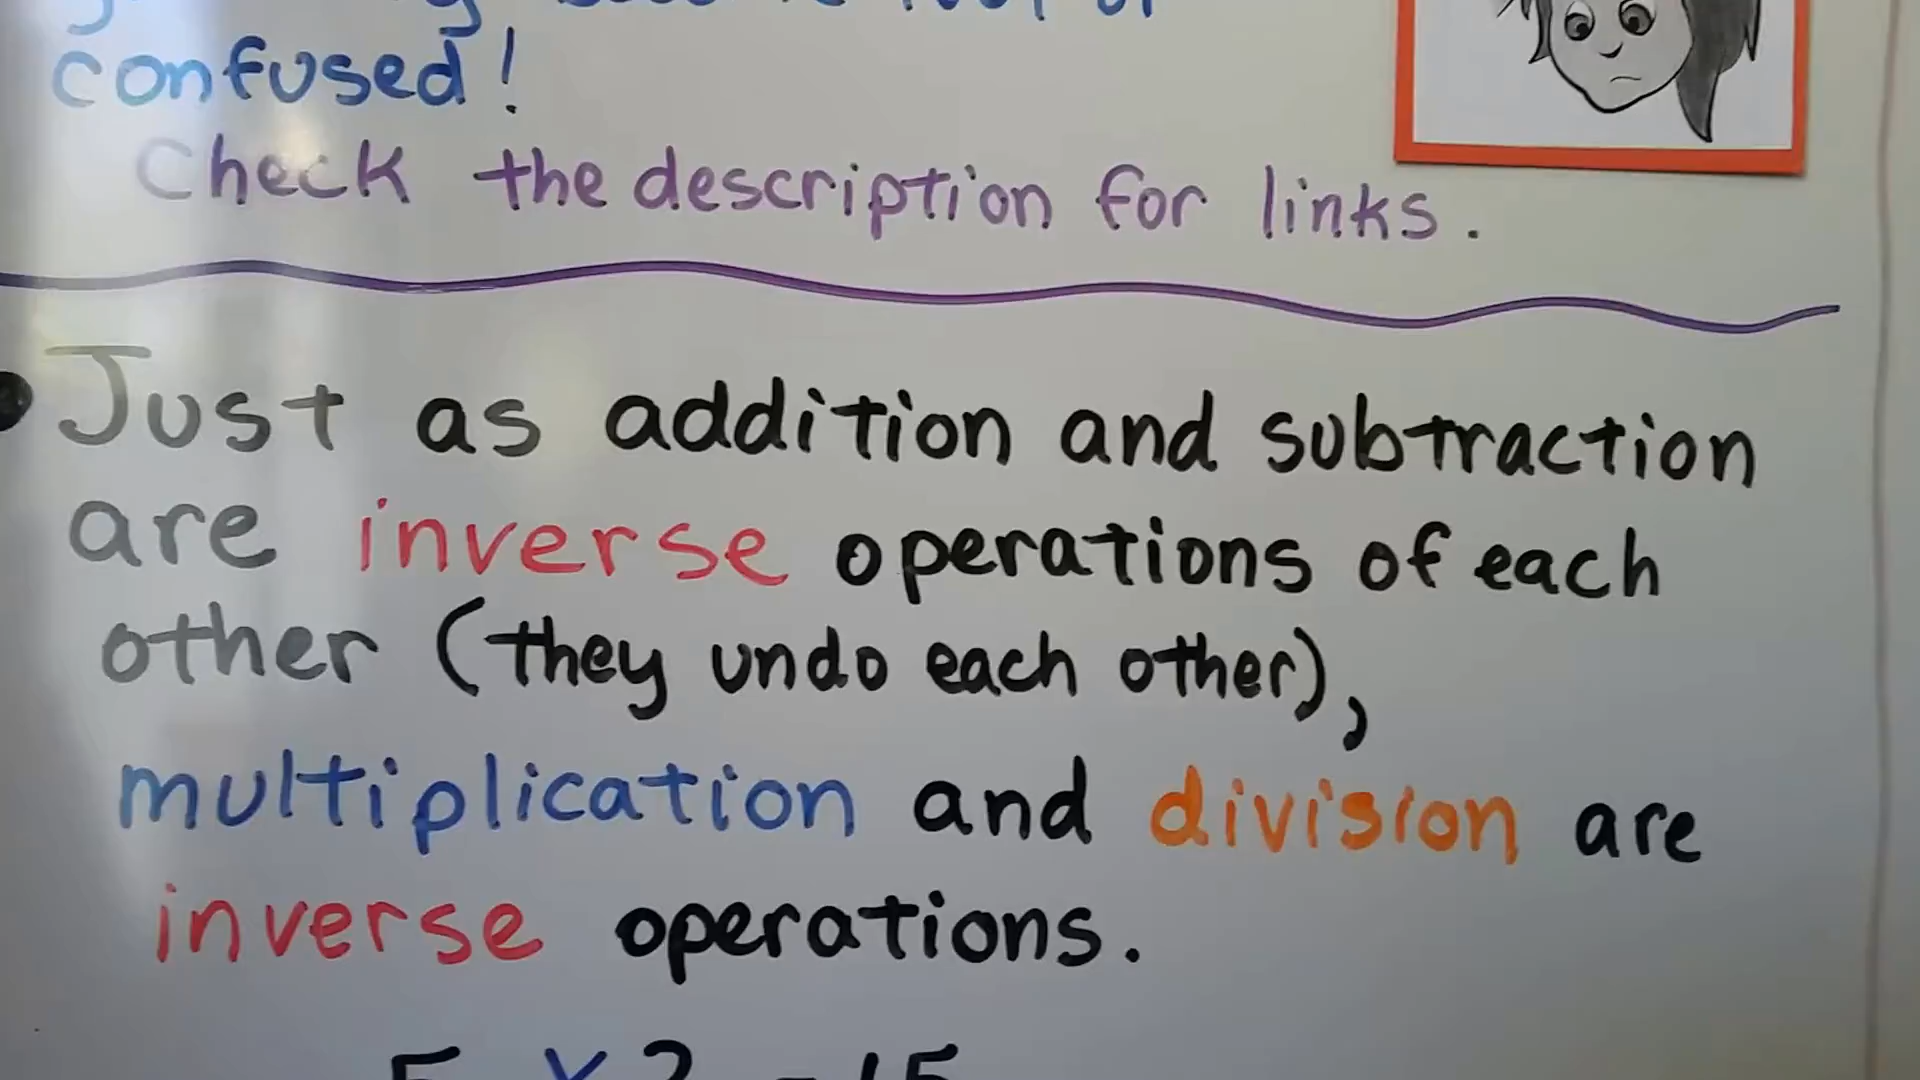 confused!
Check the description for links.
Just as addition and subtraction
are inverse operations of each
other (they undo each other),
multiplication and division are
inverse operations.